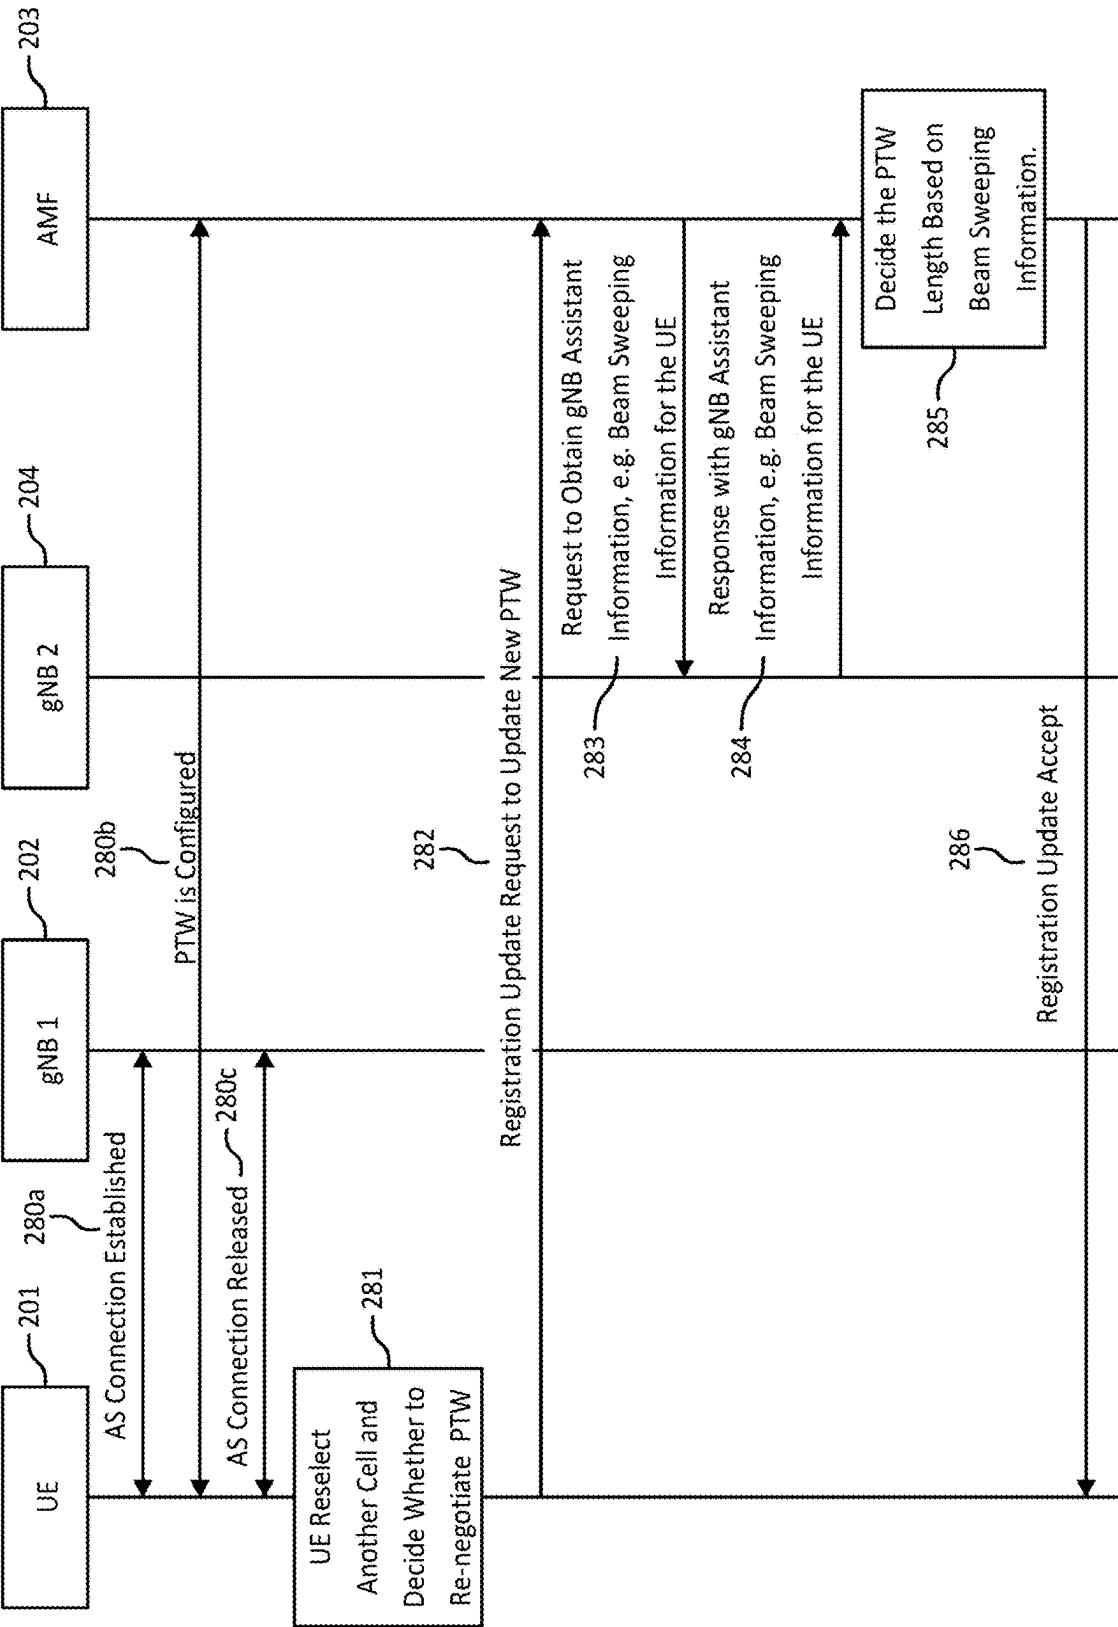 UE
201
gNB 1
202
gNB 2
204
AMF
203
280a
AS Connection Established
280b
PTW is Configured
AS Connection Released
280c
UE Reselect
Another Cell and
Decide Whether to
Re-negotiate PTW
281
282
Registration Update Request to Update New PTW
Request to Obtain gNB Assistant
Information, e.g. Beam Sweeping
Information for the UE
283
Response with gNB Assistant
Information, e.g. Beam Sweeping
Information for the UE
284
Decide the PTW
Length Based on
Beam Sweeping
Information.
285
286
Registration Update Accept